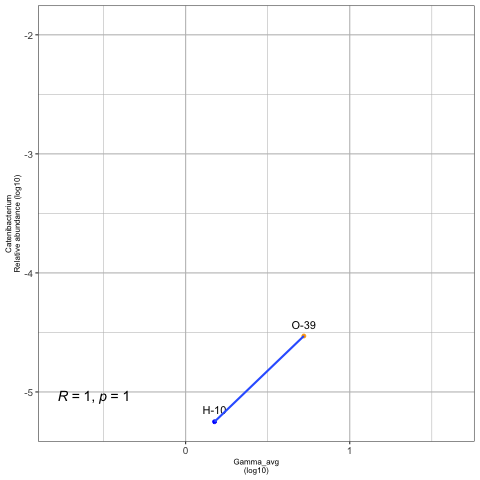 -2
-3
-4
-5
Catenibacterium
Relative abundance (log10)
O-39
H-10
R = 1, p = 1
0
1
Gamma_avg
(log10)